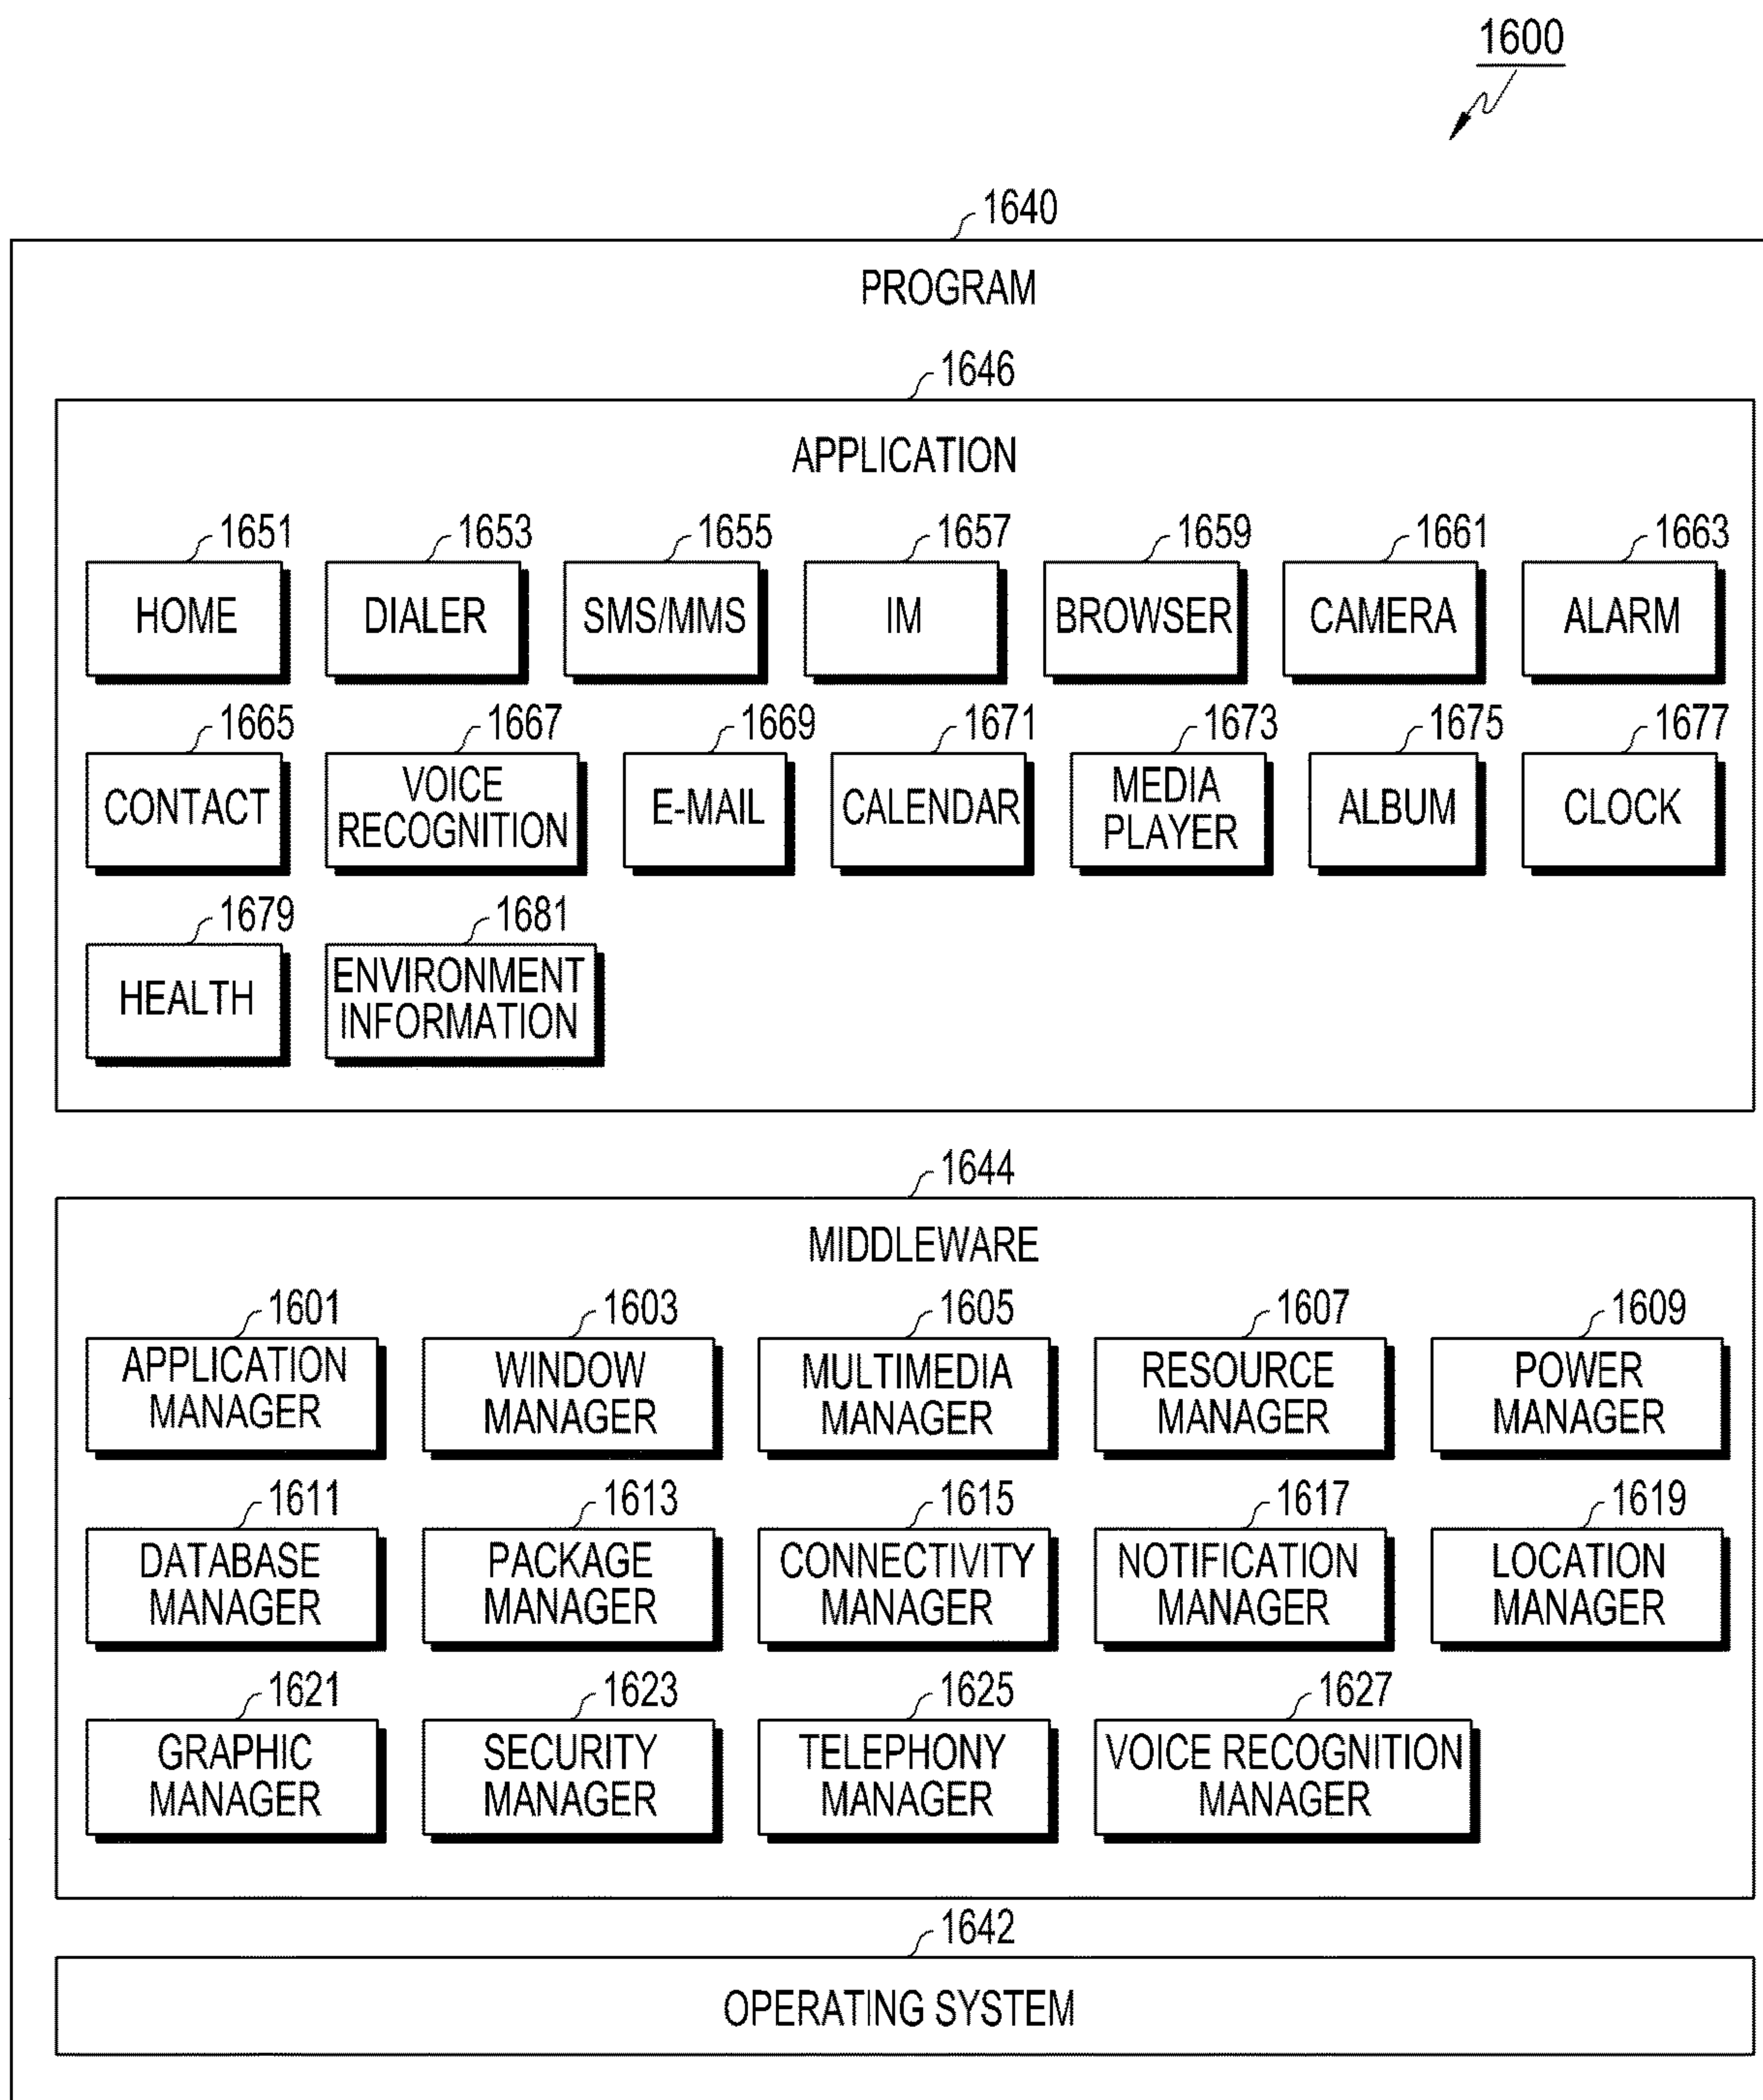 1600
1640
PROGRAM
1646
APPLICATION
1651 1653 1655 1657 1659 1661 1663
HOME DIALER SMS/MMS IM BROWSER CAMERA ALARM
1665 1667 1669 1671 1673 1675 1677
CONTACT VOICE RECOGNITION E-MAIL CALENDAR MEDIA PLAYER ALBUM CLOCK
1679 1681
HEALTH ENVIRONMENT INFORMATION
1644
MIDDLEWARE
1601 1603 1605 1607 1609
APPLICATION MANAGER WINDOW MANAGER MULTIMEDIA MANAGER RESOURCE MANAGER POWER MANAGER
1611 1613 1615 1617 1619
DATABASE MANAGER PACKAGE MANAGER CONNECTIVITY MANAGER NOTIFICATION MANAGER LOCATION MANAGER
1621 1623 1625 1627
GRAPHIC MANAGER SECURITY MANAGER TELEPHONY MANAGER VOICE RECOGNITION MANAGER
1642
OPERATING SYSTEM